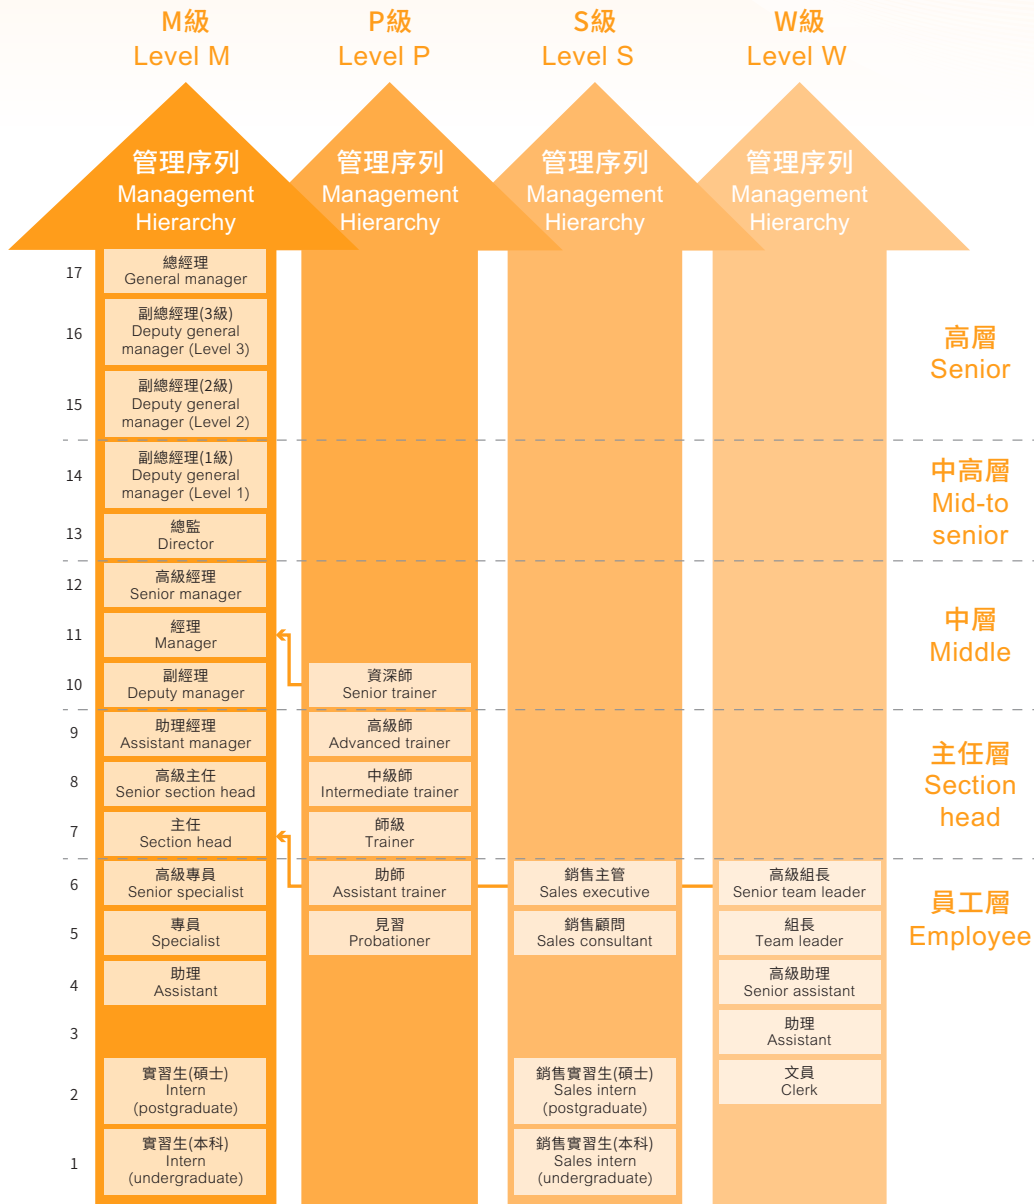 M級
Level M
P級
Level P
S級
Level S
W級
Level W
管理序列
Management
Hierarchy
管理序列
Management
Hierarchy
管理序列
Management
Hierarchy
管理序列
Management
Hierarchy
17
總經理
General manager
16
副總經理(3級)
Deputy general
manager (Level 3)
15
副總經理(2級)
Deputy general
manager (Level 2)
高層
Senior
14
副總經理(1級)
Deputy general
manager (Level 1)
13
總監
Director
中高層
Mid-to
senior
12
高級經理
Senior manager
11
經理
Manager
10
副經理
Deputy manager
資深師
Senior trainer
中層
Middle
9
助理經理
Assistant manager
高級師
Advanced trainer
8
高級主任
Senior section head
中級師
Intermediate trainer
7
主任
Section head
師級
Trainer
主任層
Section
head
6
高級專員
Senior specialist
助師
Assistant trainer
銷售主管
Sales executive
高級組長
Senior team leader
5
專員
Specialist
見習
Probationer
銷售顧問
Sales consultant
組長
Team leader
員工層
Employee
4
助理
Assistant
高級助理
Senior assistant
3
助理
Assistant
2
實習生(碩士)
Intern
(postgraduate)
銷售實習生(碩士)
Sales intern
(postgraduate)
文員
Clerk
1
實習生(本科)
Intern
(undergraduate)
銷售實習生(本科)
Sales intern
(undergraduate)